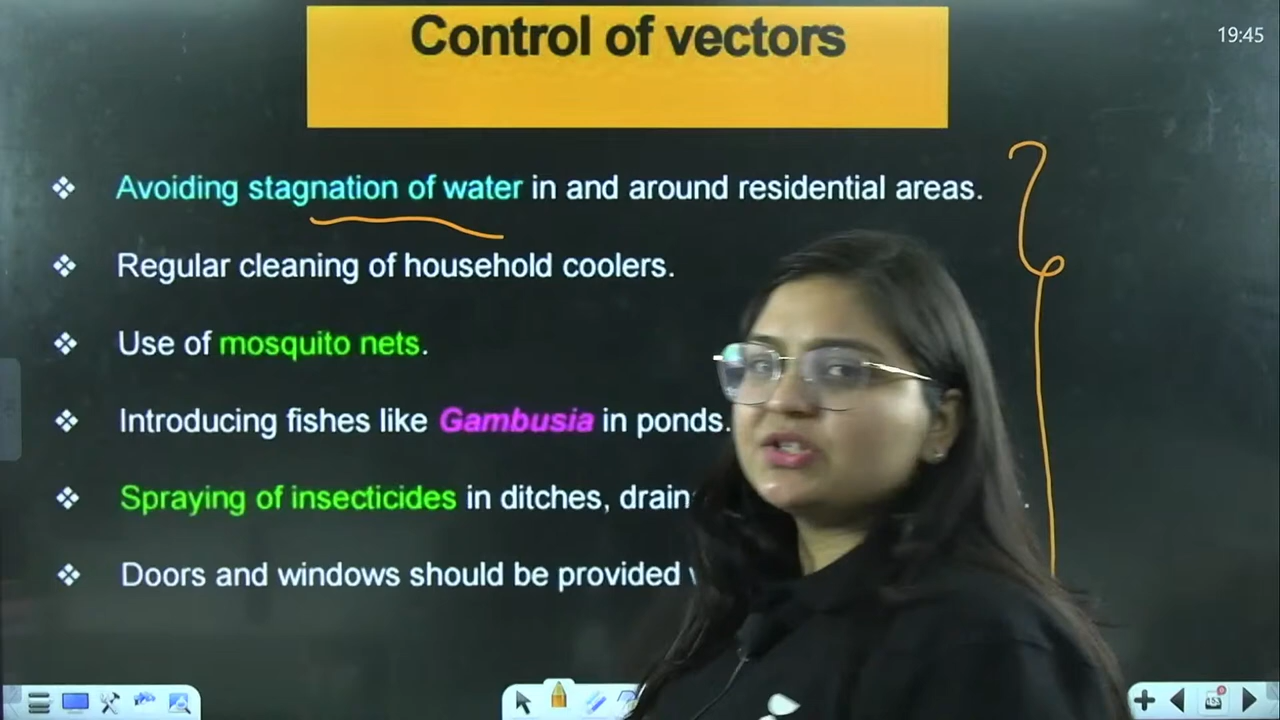 Control of vectors
19:45
❖ Avoiding stagnation of water in and around residential areas.
❖ Regular cleaning of household coolers.
❖ Use of mosquito nets.
❖ Introducing fishes like Gambusia in ponds.
❖ Spraying of insecticides in ditches,
❖ Doors and windows should be provided